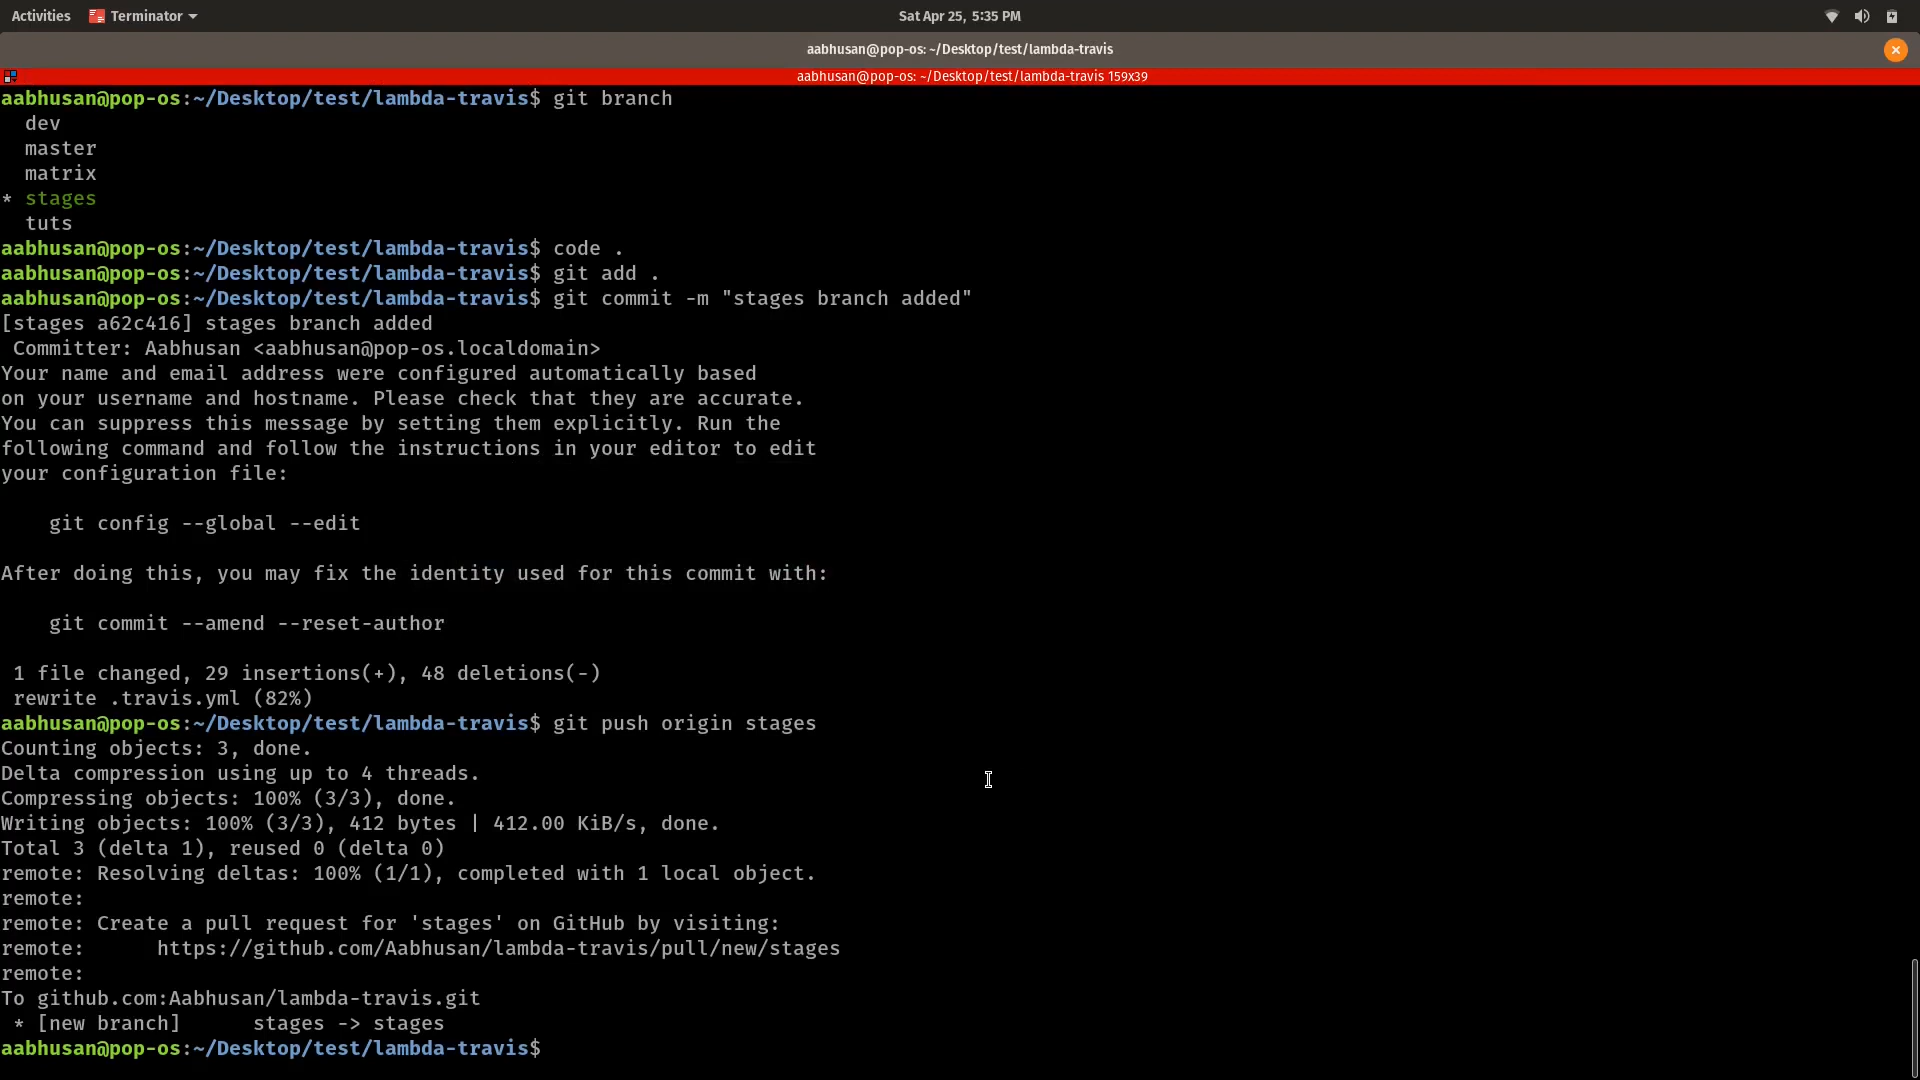 Activities Terminator Sat Apr 25, 5:35 PM
aabhusan@pop-os: ~/Desktop/test/lambda-travis
aabhusan@pop-os: ~/Desktop/test/lambda-travis 159x39
aabhusan@pop-os:~/Desktop/test/lambda-travis$ git branch
  dev
  master
  matrix
* stages
  tuts
aabhusan@pop-os:~/Desktop/test/lambda-travis$ code .
aabhusan@pop-os:~/Desktop/test/lambda-travis$ git add .
aabhusan@pop-os:~/Desktop/test/lambda-travis$ git commit -m "stages branch added"
[stages a62c416] stages branch added
 Committer: Aabhusan <aabhusan@pop-os.localdomain>
Your name and email address were configured automatically based
on your username and hostname. Please check that they are accurate.
You can suppress this message by setting them explicitly. Run the
following command and follow the instructions in your editor to edit
your configuration file:
    git config --global --edit
After doing this, you may fix the identity used for this commit with:
    git commit --amend --reset-author
 1 file changed, 29 insertions(+), 48 deletions(-)
 rewrite .travis.yml (82%)
aabhusan@pop-os:~/Desktop/test/lambda-travis$ git push origin stages
Counting objects: 3, done.
Delta compression using up to 4 threads.
Compressing objects: 100% (3/3), done.
Writing objects: 100% (3/3), 412 bytes | 412.00 KiB/s, done.
Total 3 (delta 1), reused 0 (delta 0)
remote: Resolving deltas: 100% (1/1), completed with 1 local object.
remote:
remote: Create a pull request for 'stages' on GitHub by visiting:
remote:      https://github.com/Aabhusan/lambda-travis/pull/new/stages
remote:
To github.com:Aabhusan/lambda-travis.git
 * [new branch]      stages -> stages
aabhusan@pop-os:~/Desktop/test/lambda-travis$